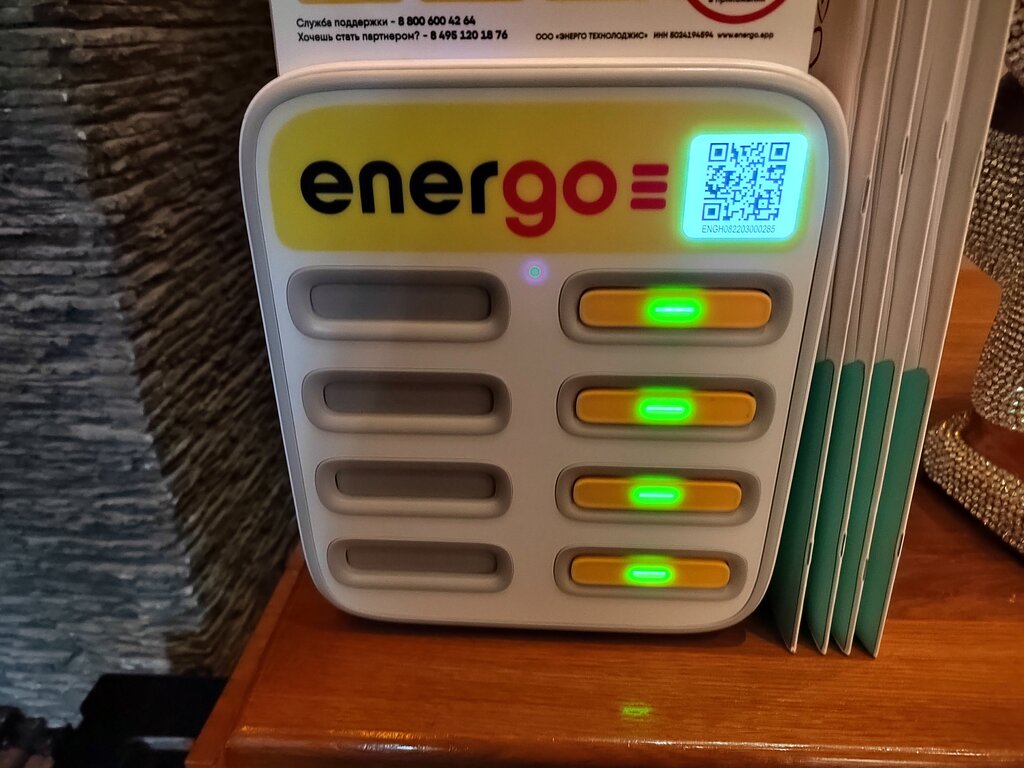 Служба поддержки - 8 800 600 42 64
Хочешь стать партнером? - 8 495 120 18 76
ООО «ЭНЕРГО ТЕХНОЛОДЖИС» ИНН 5024194594 www.energo.app
energo
ENGH082203000285